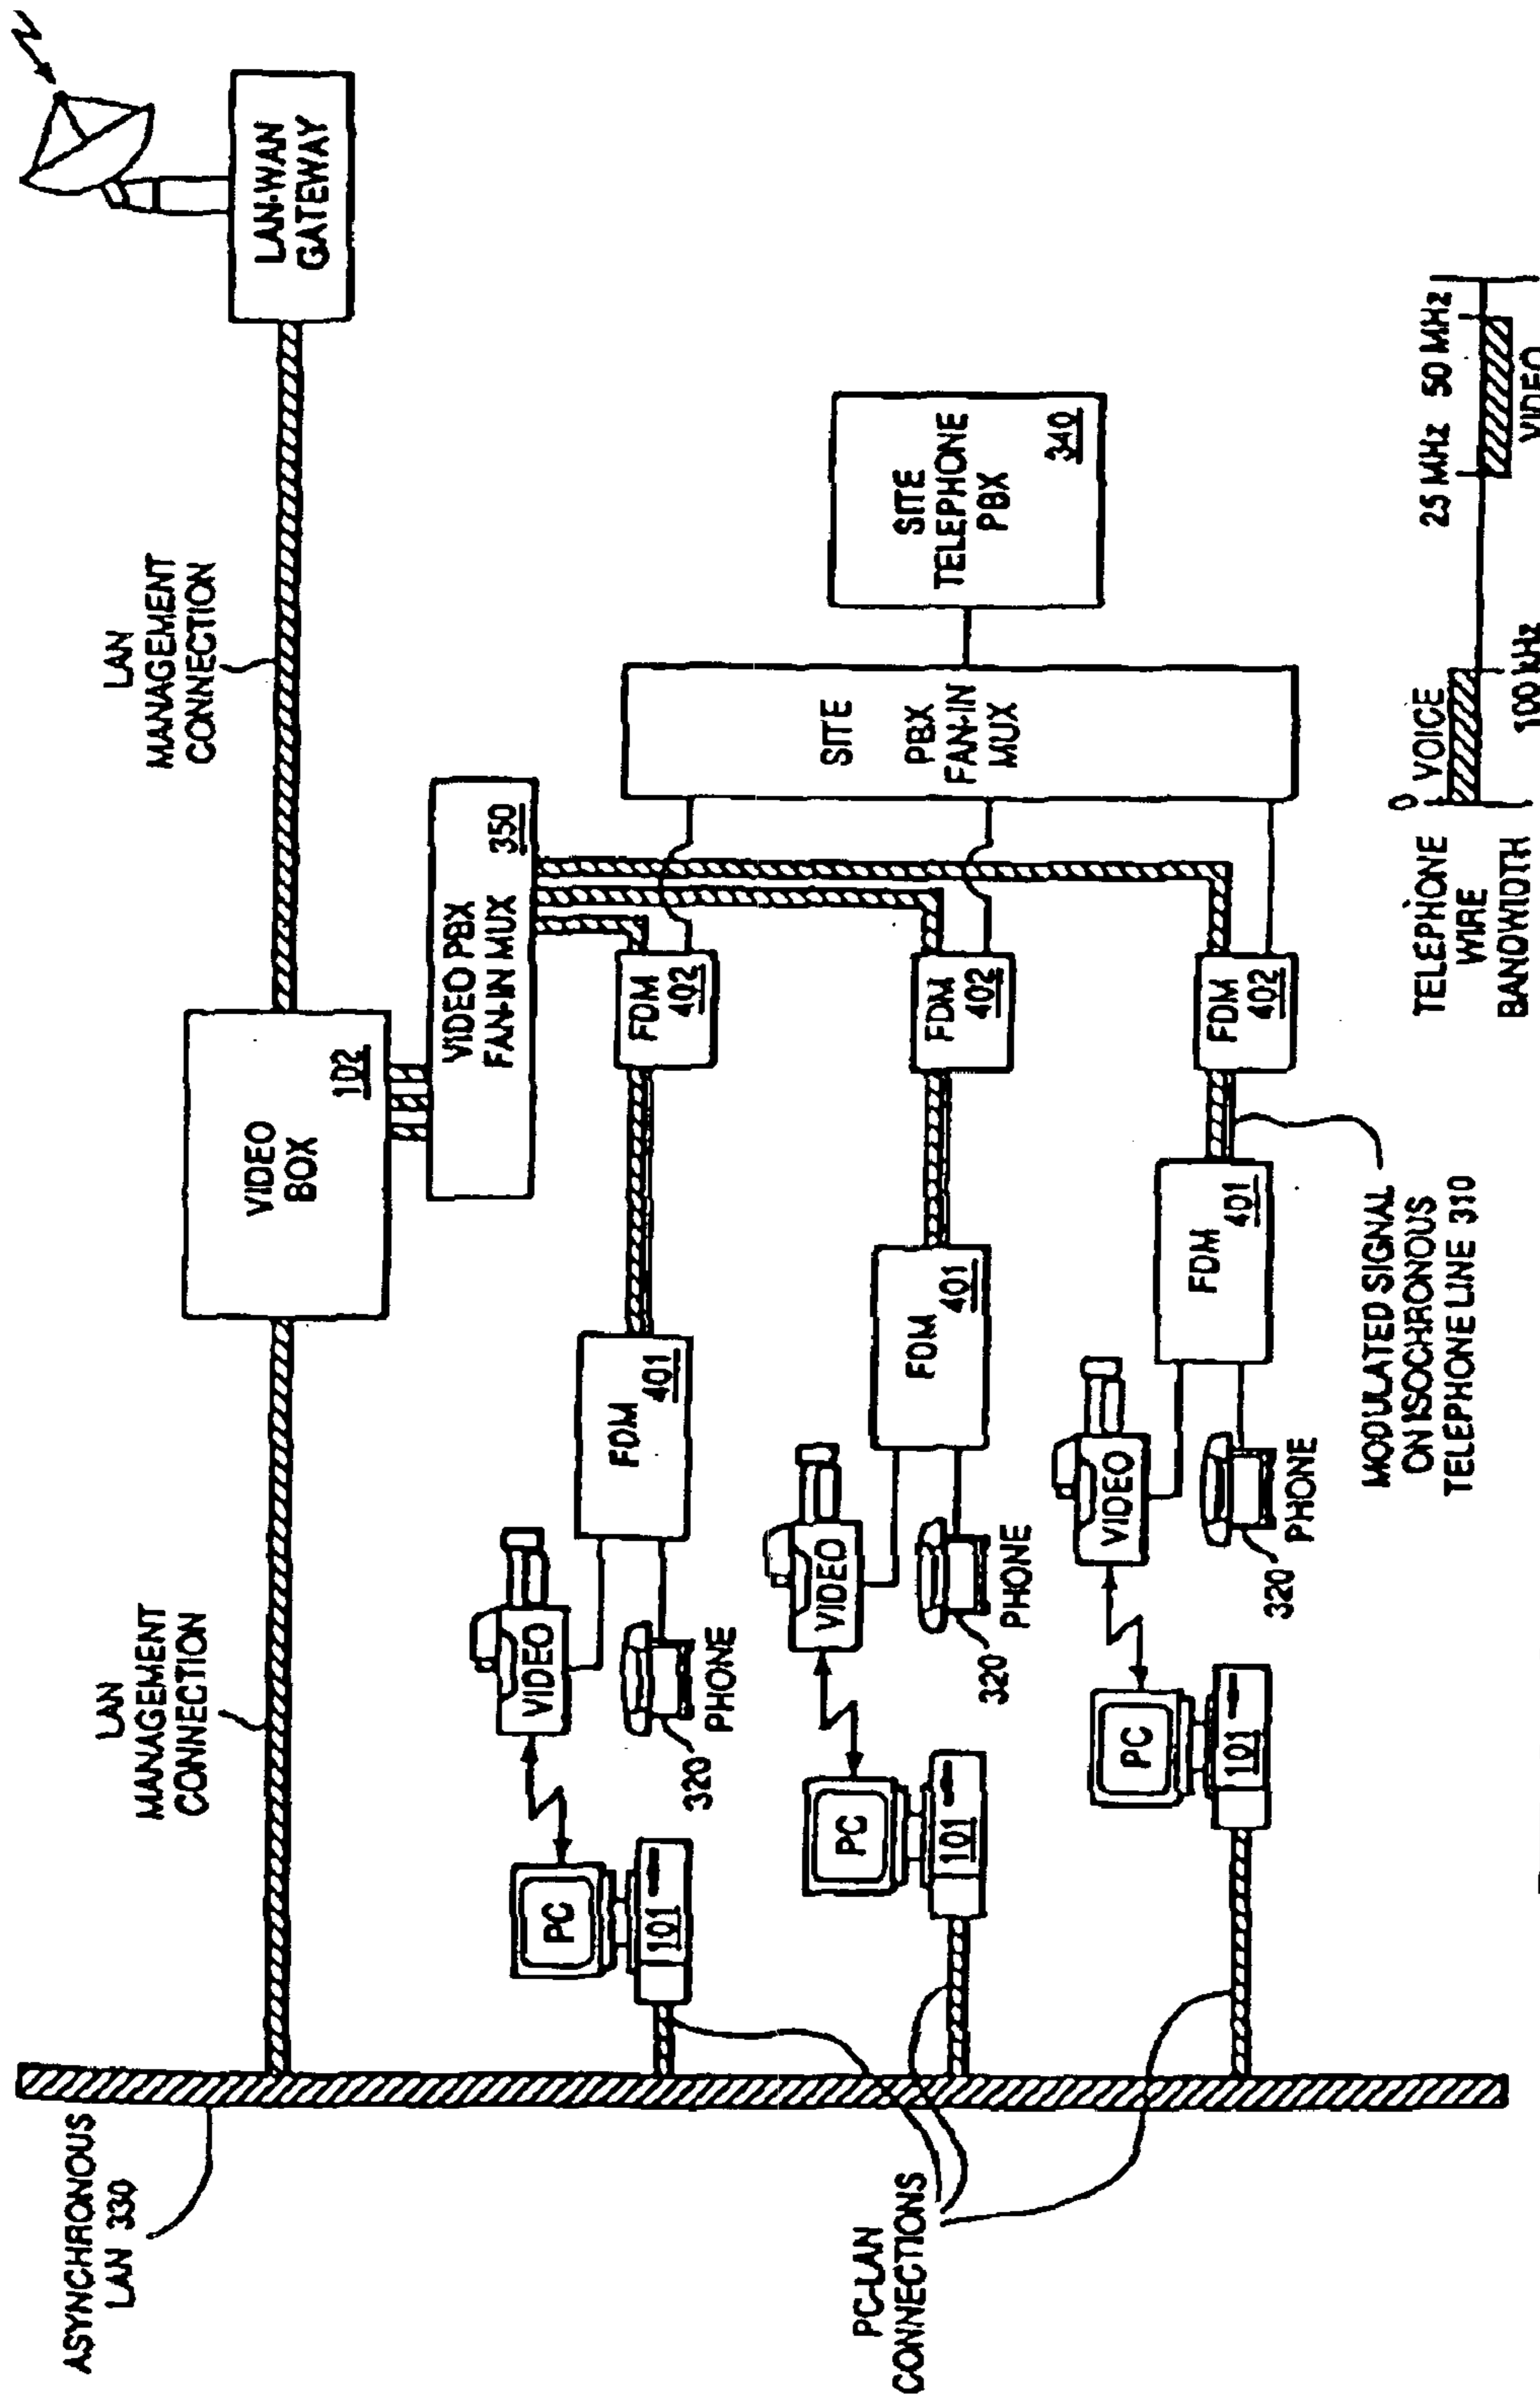 LAN
MANAGEMENT
CONNECTION
LAN
MANAGEMENT
CONNECTION
ASYNCHRONOUS
LAN 330
VIDEO
BOX
102
LAN-WAN
GATEWAY
VIDEO PBX
FAN-IN MUX
350
PC
101
VIDEO
320
PHONE
FDM
401
FDM
402
PC
101
VIDEO
320
PHONE
FDM
401
FDM
402
PC
101
VIDEO
320
PHONE
FDM
401
FDM
402
SITE
PBX
FAN-IN
MUX
SITE
TELEPHONE
PBX
340
PC-LAN
CONNECTIONS
MODULATED SIGNAL
ON ISOCHRONOUS
TELEPHONE LINE 310
TELEPHONE
WIRE
BANDWIDTH
0
VOICE
100 kHz
25 MHz
50 MHz
VIDEO